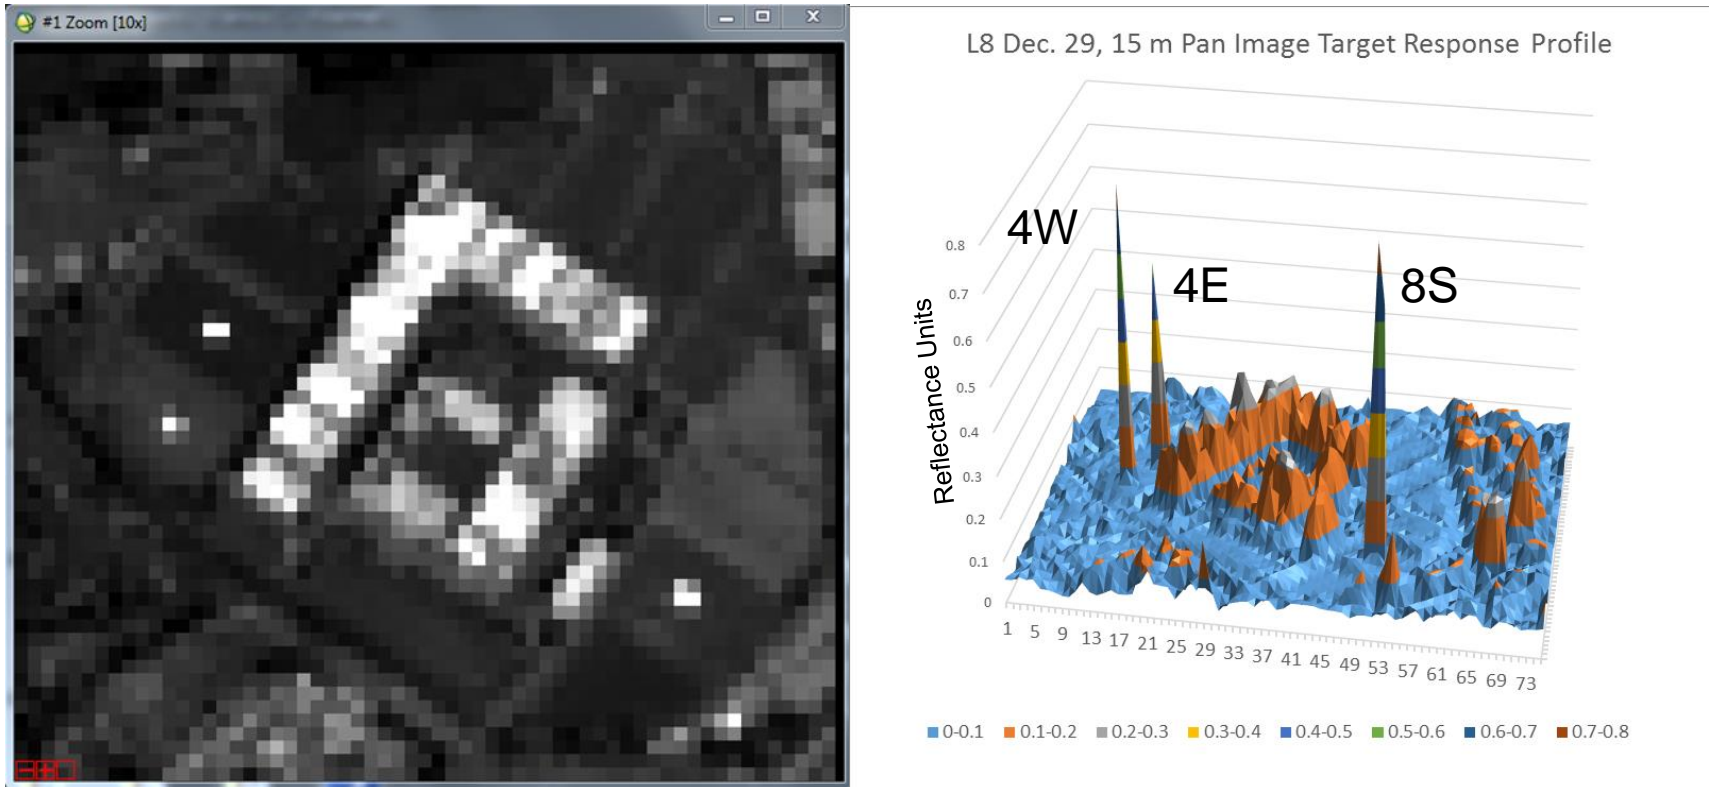 #1 Zoom [10x]
L8 Dec. 29, 15 m Pan Image Target Response Profile
4W
4E
8S
Reflectance Units
0.8
0.7
0.6
0.5
0.4
0.3
0.2
0.1
0
1 5 9 13 17 21 25 29 33 37 41 45 49 53 57 61 65 69 73
0-0.1 0.1-0.2 0.2-0.3 0.3-0.4 0.4-0.5 0.5-0.6 0.6-0.7 0.7-0.8